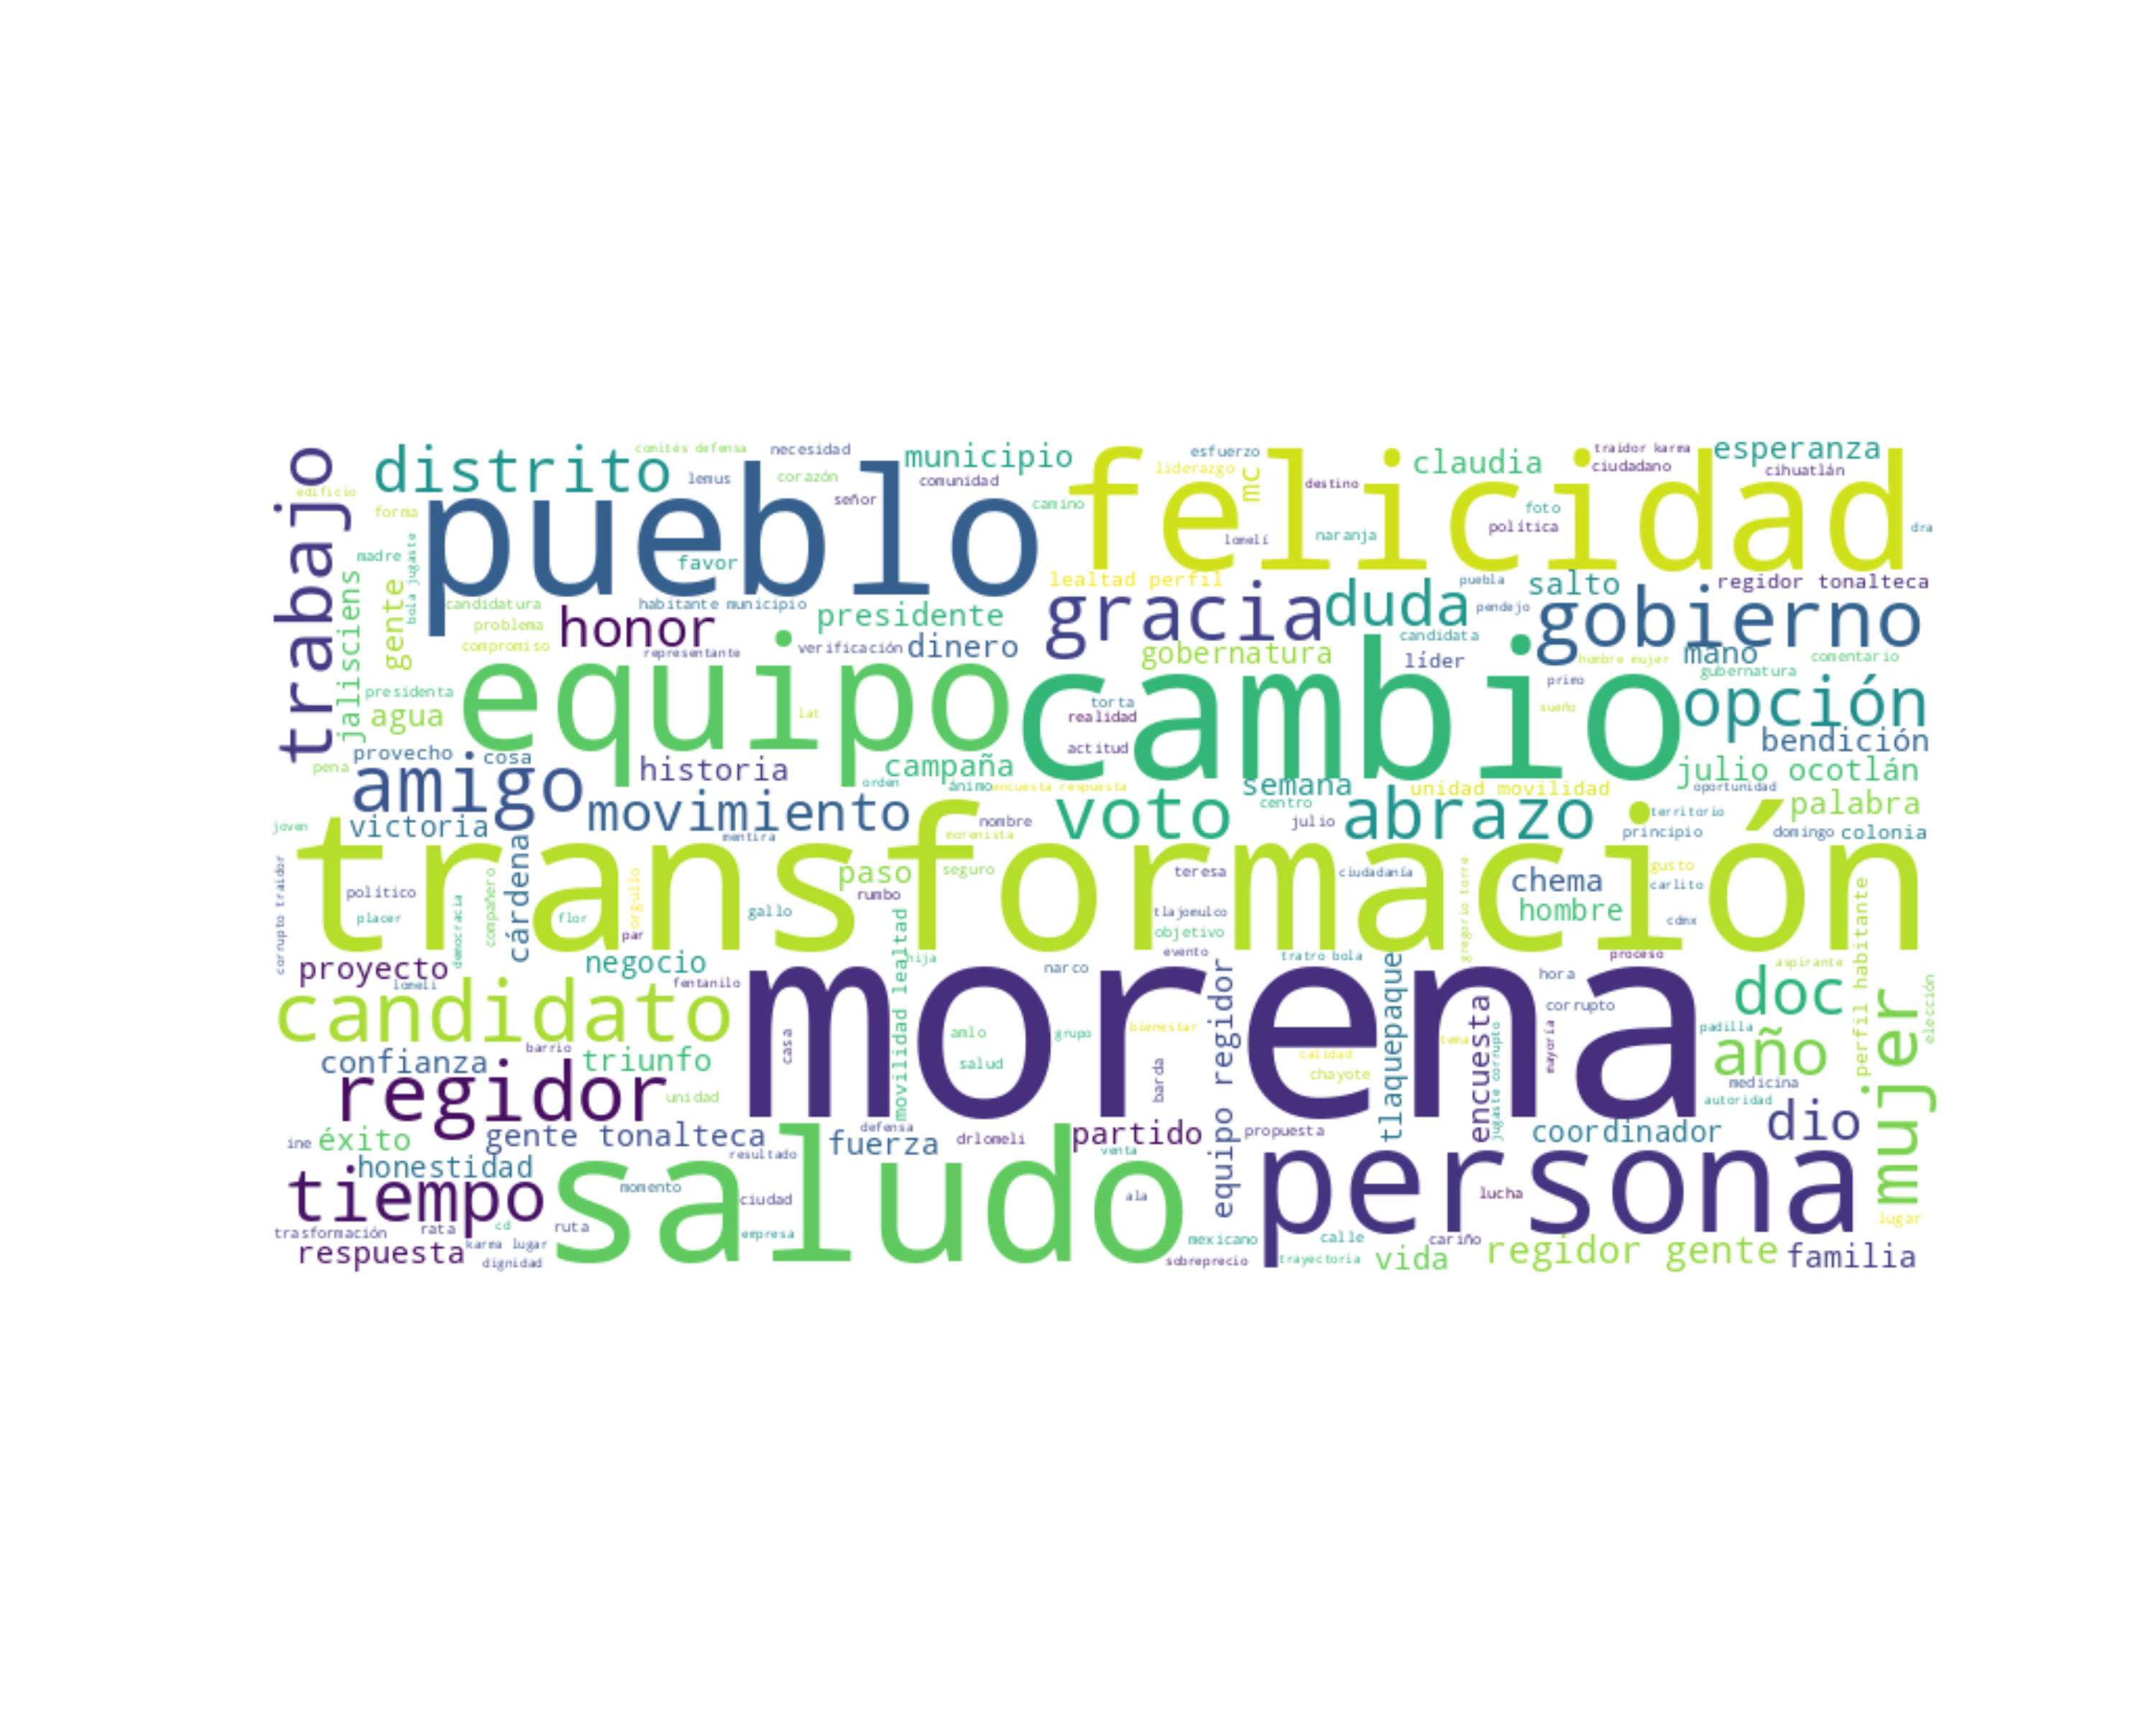 trabajo
distrito
comités defensa
necesidad
municipio
felicidad
esfuerzo
liderazgo
mc
claudia
traidor karma
ciudadano
esperanza
cihuatlán
edificio
forma
lemus
corazón
señor
comunidad
camino
destino
foto
política
naranja
lomelí
dra
pueblo
madre
bola jugaste
favor
jalisciens
gente
candidatura
habitante municipio
problema
compromiso
honor
representante
presidente
verificación
dinero
lealtad perfil
gracia
duda
puebla
pendejo
salto
regidor tonalteca
gobierno
candidata
gobernatura
líder
hombre mujer
mano
comentario
gubernatura
primo
sueño
presidenta
agua
equipo
lat
cambio
torta
realidad
actitud
opción
bendición
provecho
cosa
pena
amigo
historia
campaña
orden
ánimo
encuesta respuesta
semana
unidad movilidad
julio ocotlán
oportunidad
palabra
joven
victoria
movimiento
mentira
nombre
morenista
voto
centro
julio
abrazo
territorio
principio
domingo
colonia
transformación
corrupto traidor
político
placer
democracia
compañero
cárdena
flor
orgullo
par
gallo
paso
seguro
rumbo
teresa
tlajomulco
objetivo
ciudadanía
gregorio torre
chema
hombre
gusto
carlito
cdmx
perfil habitante
proyecto
lomeli
negocio
fentanilo
movilidad lealtad
hija
narco
evento
tratro bola
tlaquepaque
hora
proceso
aspirante
corrupto
doc
elección
candidato
morena
casa
amlo
grupo
salud
bienestar
barda
equipo regidor
calidad
chayote
tema
encuesta
jugaste corrupto
mayoría
padilla
año
medicina
autoridad
mujer
confianza
barrio
triunfo
regidor
unidad
ine
éxito
gente tonalteca
honestidad
defensa
fuerza
drlomeli
partido
venta
propuesta
coordinador
dio
tiempo
saludo
resultado
momento
ciudad
ala
persona
lucha
lugar
trasformación
rata
cd
ruta
karma lugar
dignidad
respuesta
empresa
mexicano
sobreprecio
calle
trayectoria
vida
cariño
regidor gente
familia